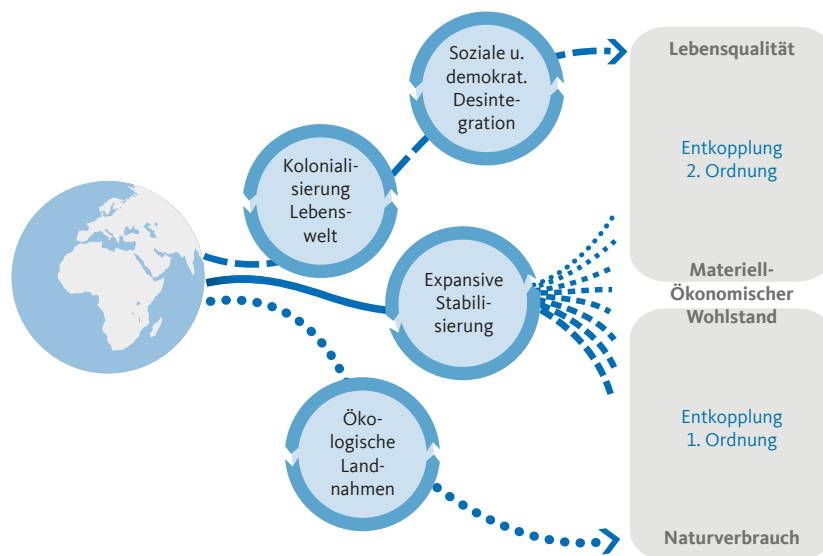 Soziale u.
demokrat.
Desinte-
gration
Koloniali-
sierung
Lebens-
welt
Expansive
Stabili-
sierung
Öko-
logische
Land-
nahmen
Lebensqualität
Entkopplung
2. Ordnung
Materiell-
Ökonomischer
Wohlstand
Entkopplung
1. Ordnung
Naturverbrauch